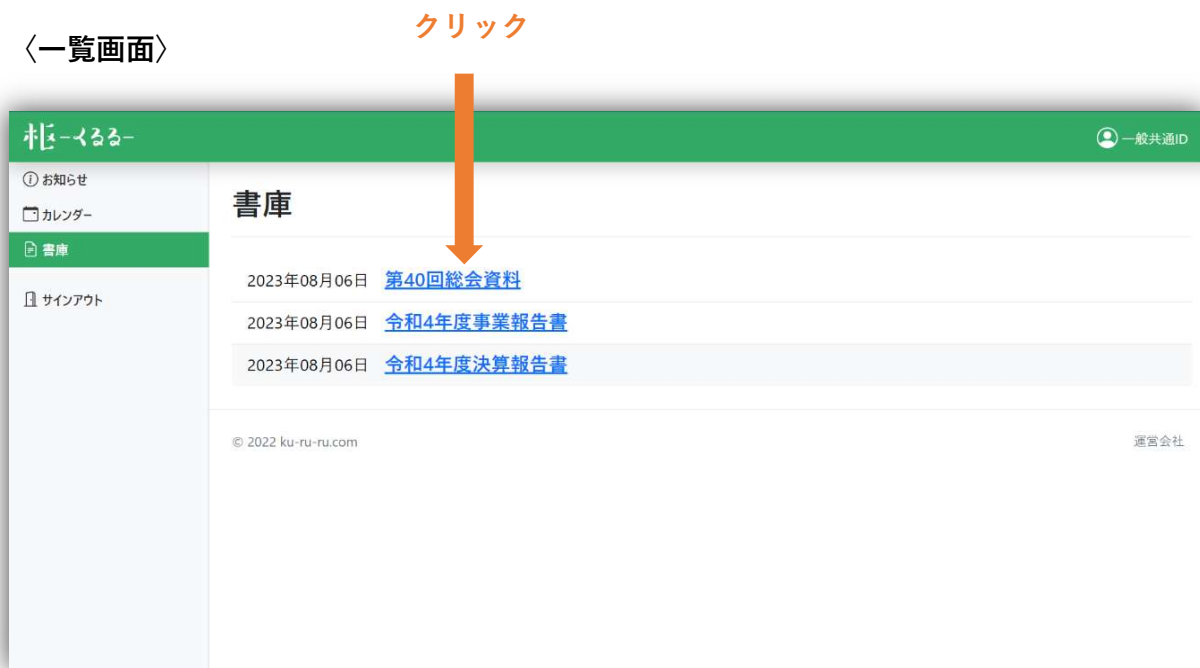 クリック
〈一覧画面〉
枢-くるる-
一般共通ID
お知らせ
カレンダー
書庫
サインアウト
書庫
2023年08月06日 第40回総会資料
2023年08月06日 令和4年度事業報告書
2023年08月06日 令和4年度決算報告書
© 2022 ku-ru-ru.com
運営会社